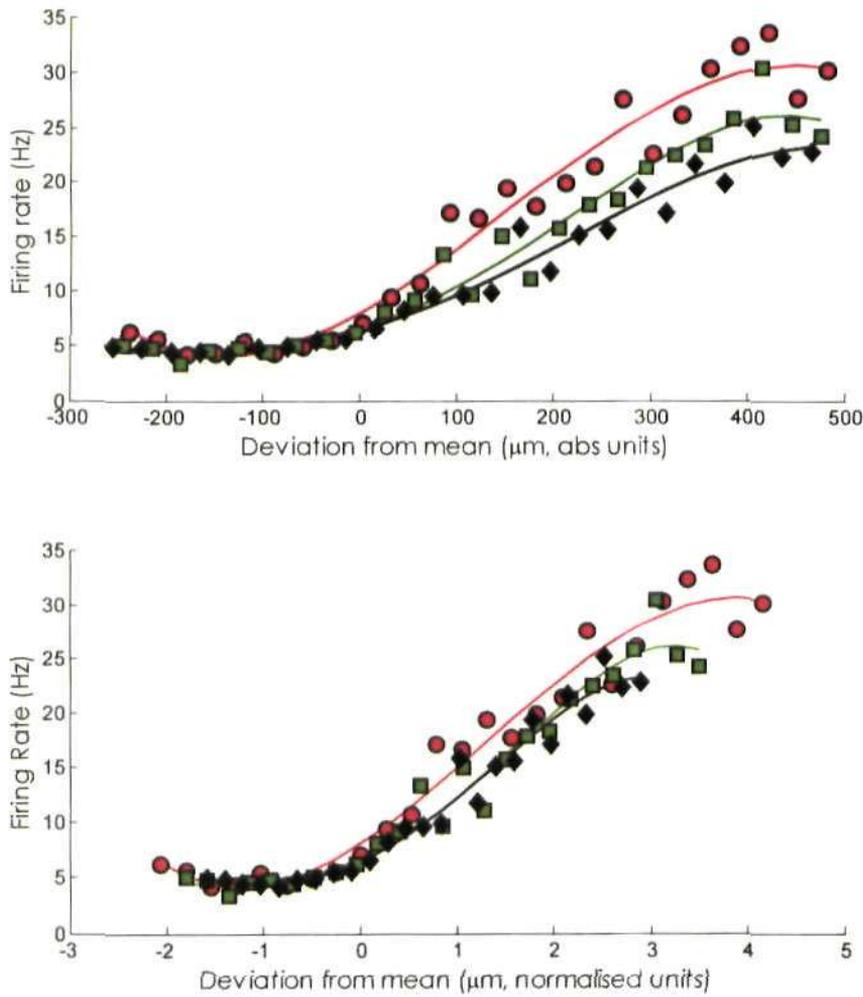 35
30
25
20
15
10
5
0
Firing rate (Hz)
-300 -200 -100 0 100 200 300 400 500
Deviation from mean (μm, abs units)
35
30
25
20
15
10
5
0
Firing Rate (Hz)
-3 -2 -1 0 1 2 3 4 5
Deviation from mean (μm, normalised units)